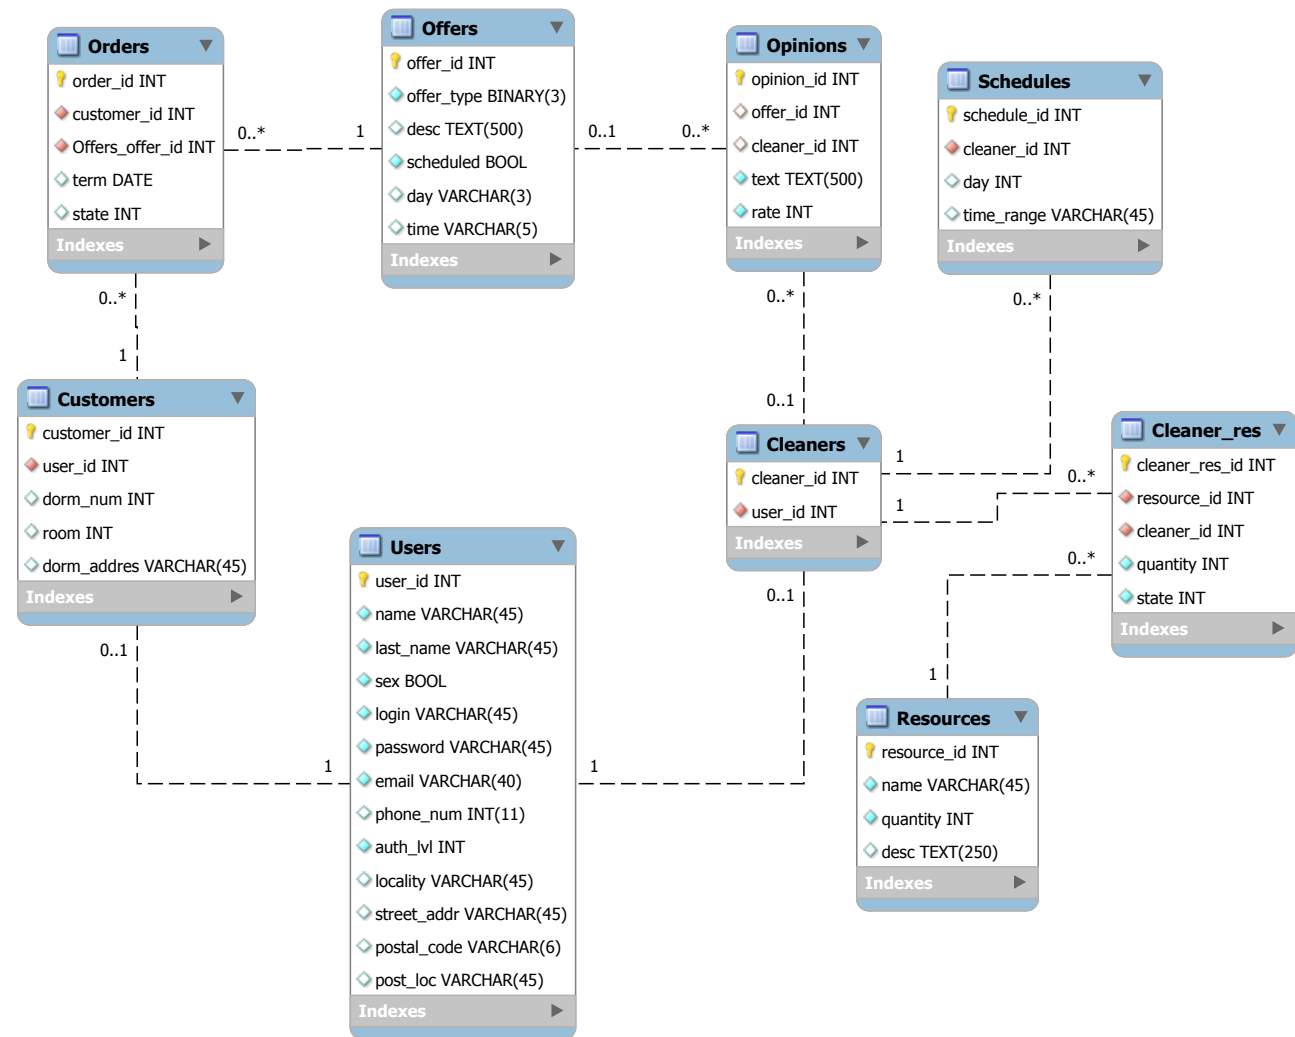 Orders
order_id INT
customer_id INT
Offers_offer_id INT
term DATE
state INT
Indexes
Offers
offer_id INT
offer_type BINARY(3)
desc TEXT(500)
scheduled BOOL
day VARCHAR(3)
time VARCHAR(5)
Indexes
Opinions
opinion_id INT
offer_id INT
cleaner_id INT
text TEXT(500)
rate INT
Indexes
Schedules
schedule_id INT
cleaner_id INT
day INT
time_range VARCHAR(45)
Indexes
0..*
1
0..1
0..*
0..*
1
0..*
0..1
0..*
Customers
customer_id INT
user_id INT
dorm_num INT
room INT
dorm_addres VARCHAR(45)
Indexes
Cleaners
cleaner_id INT
user_id INT
Indexes
1
1
0..*
0..*
Cleaner_res
cleaner_res_id INT
resource_id INT
cleaner_id INT
quantity INT
state INT
Indexes
0..1
1
Users
user_id INT
name VARCHAR(45)
last_name VARCHAR(45)
sex BOOL
login VARCHAR(45)
password VARCHAR(45)
email VARCHAR(40)
phone_num INT(11)
auth_lvl INT
locality VARCHAR(45)
street_addr VARCHAR(45)
postal_code VARCHAR(6)
post_loc VARCHAR(45)
Indexes
0..1
1
1
Resources
resource_id INT
name VARCHAR(45)
quantity INT
desc TEXT(250)
Indexes